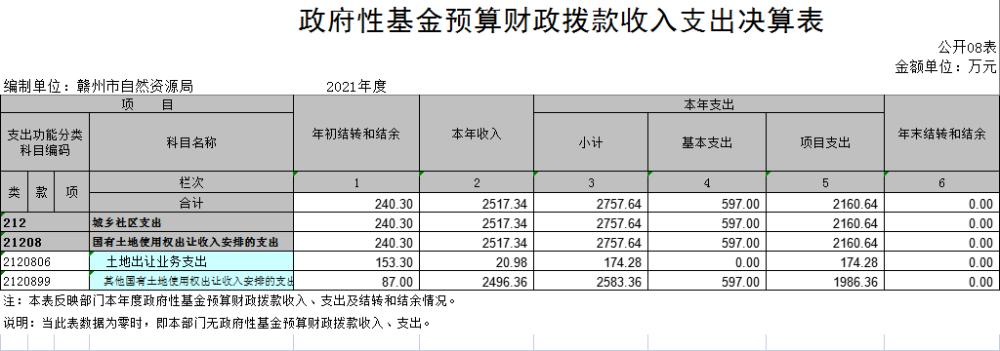 政府性基金预算财政拨款收入支出决算表
公开08表
金额单位：万元
编制单位：赣州市自然资源局 2021年度
项 目 年初结转和结余 本年收入 本年支出 年末结转和结余
支出功能分类科目编码 科目名称 小计 基本支出 项目支出
类 款 项 栏次 1 2 3 4 5 6
合计 240.30 2517.34 2757.64 597.00 2160.64 0.00
212 城乡社区支出 240.30 2517.34 2757.64 597.00 2160.64 0.00
21208 国有土地使用权出让收入安排的支出 240.30 2517.34 2757.64 597.00 2160.64 0.00
2120806 土地出让业务支出 153.30 20.98 174.28 0.00 174.28 0.00
2120899 其他国有土地使用权出让收入安排的支出 87.00 2496.36 2583.36 597.00 1986.36 0.00
注：本表反映部门本年度政府性基金预算财政拨款收入、支出及结转和结余情况。
说明：当此表数据为零时，即本部门无政府性基金预算财政拨款收入、支出。